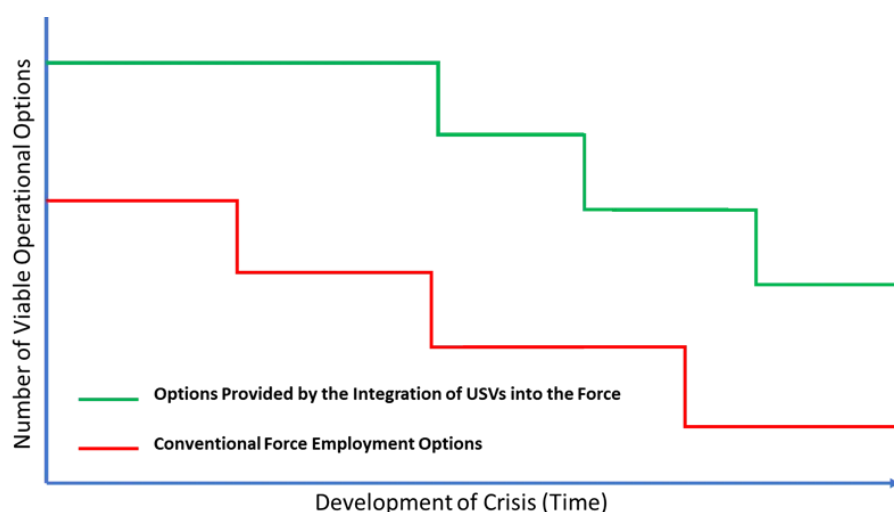 Number of Viable Operational Options
Options Provided by the Integration of USVs into the Force
Conventional Force Employment Options
Development of Crisis (Time)